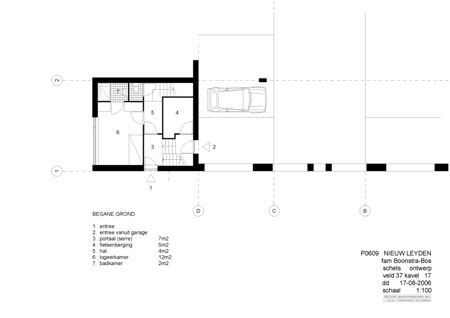 2
7
5
4
6
3
2
1
1
D
C
B
BEGANE GROND
1 entree
2 entree vanuit garage
3 portaal (serre) 7m2
4 fietsenberging 5m2
5 hal 4m2
6 logeerkamer 12m2
7 badkamer 2m2
P0609 NIEUW LEYDEN
fam Boonstra-Bos
schets ontwerp
veld 37 kavel 17
dd 17-08-2006
schaal 1:100